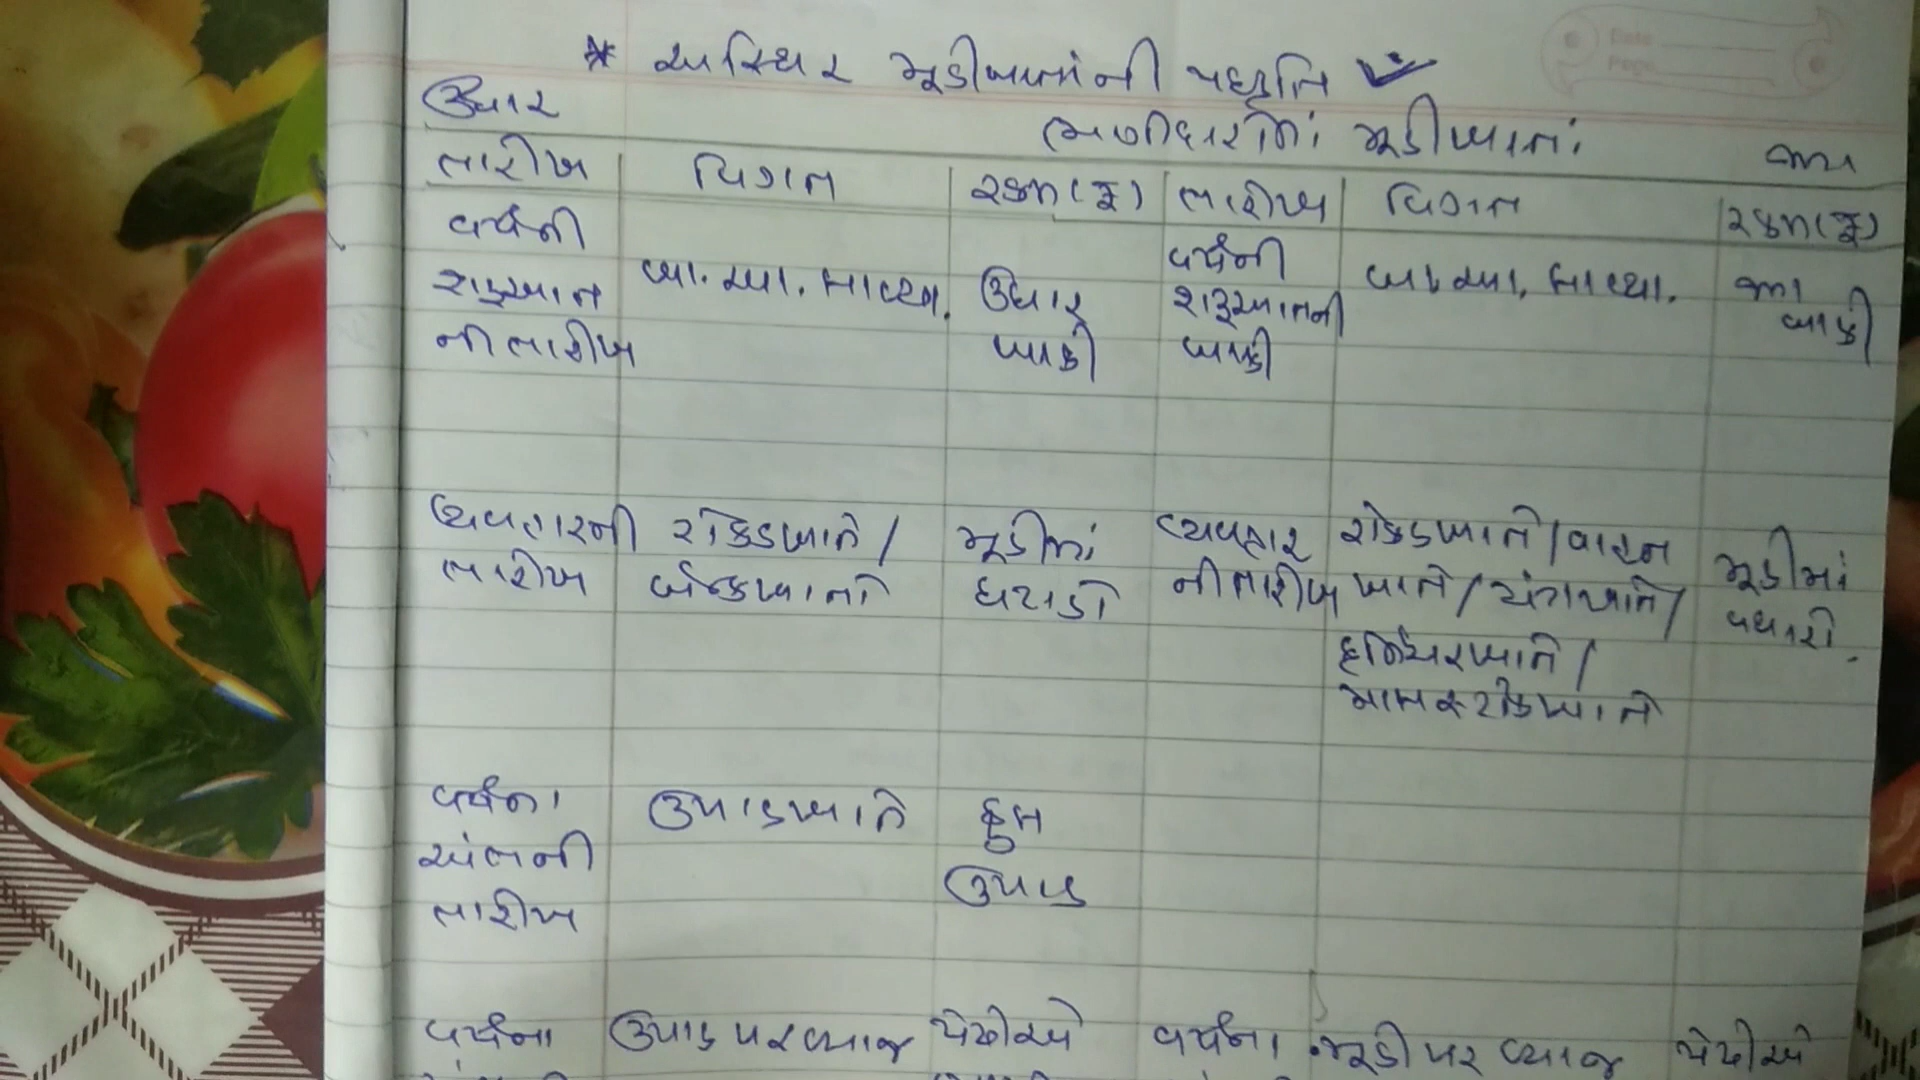 * અસ્થિર મૂડીખાતાંની પદ્ધતિ
ઉધાર
ભાગીદારોનાં મૂડીખાતાં
જમા
તારીખ વિગત રકમ(રૂ) તારીખ વિગત રકમ(રૂ)
વર્ષની બા.આ. લાવ્યા. ઉધાર બાકી વર્ષની બા. આ. લાવ્યા. જમા બાકી
શરૂઆત શરૂઆતની
ની તારીખ બાકી
વ્યવહારની રોકડખાતે / મૂડીમાં વ્યવહાર રોકડખાતે / વાહન મૂડીમાં
તારીખ બેન્કખાતે ઘટાડો ની તારીખ ખાતે / યંત્રખાતે / વધારો.
ફર્નિચરખાતે /
માલસ્ટોકખાતે
વર્ષના ઉપાડખાતે કુલ
અંતની ઉપાડ
તારીખ
વર્ષના ઉપાડ પર વ્યાજ પેઢીએ વર્ષના મૂડી પર વ્યાજ પેઢીએ